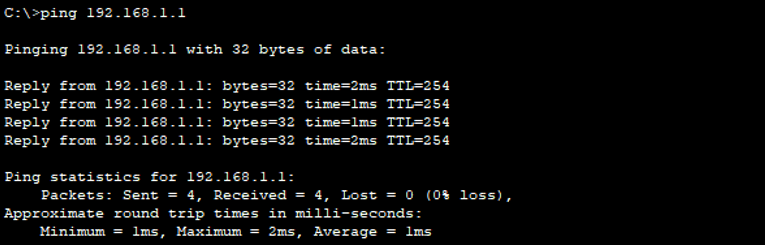 C:\>ping 192.168.1.1
Pinging 192.168.1.1 with 32 bytes of data:
Reply from 192.168.1.1: bytes=32 time=2ms TTL=254
Reply from 192.168.1.1: bytes=32 time=1ms TTL=254
Reply from 192.168.1.1: bytes=32 time=1ms TTL=254
Reply from 192.168.1.1: bytes=32 time=2ms TTL=254
Ping statistics for 192.168.1.1:
    Packets: Sent = 4, Received = 4, Lost = 0 (0% loss),
Approximate round trip times in milli-seconds:
    Minimum = 1ms, Maximum = 2ms, Average = 1ms